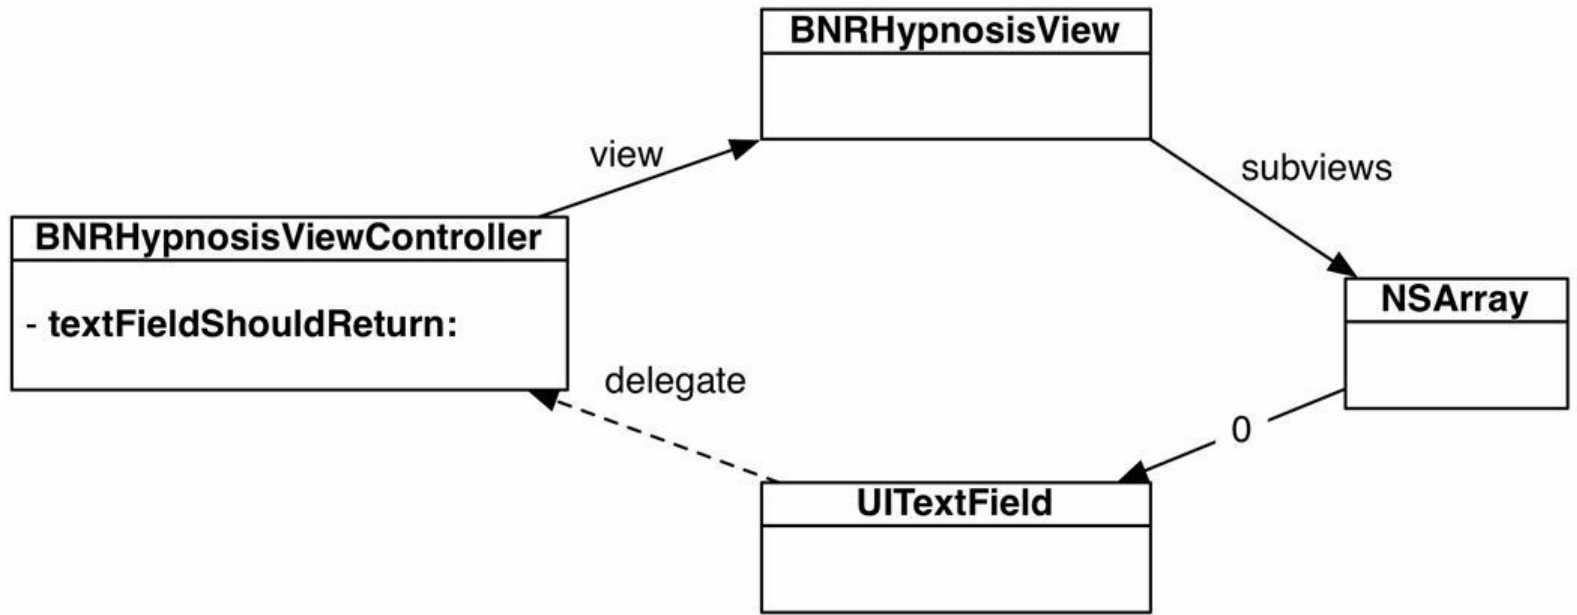 BNRHypnosisView
view
subviews
BNRHypnosisViewController
- textFieldShouldReturn:
NSArray
delegate
0
UITextField